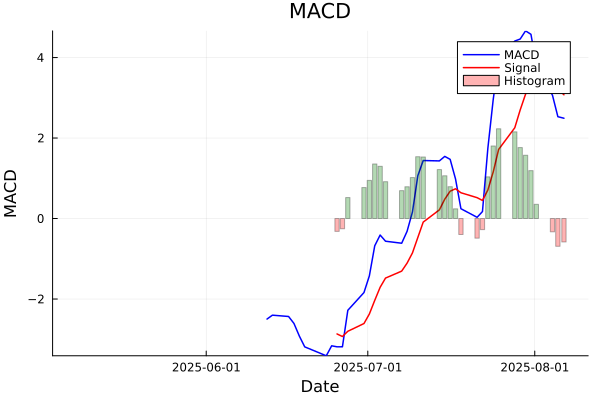 MACD
MACD
4
2
0
−2
MACD
Signal
Histogram
2025-06-01
2025-07-01
2025-08-01
Date